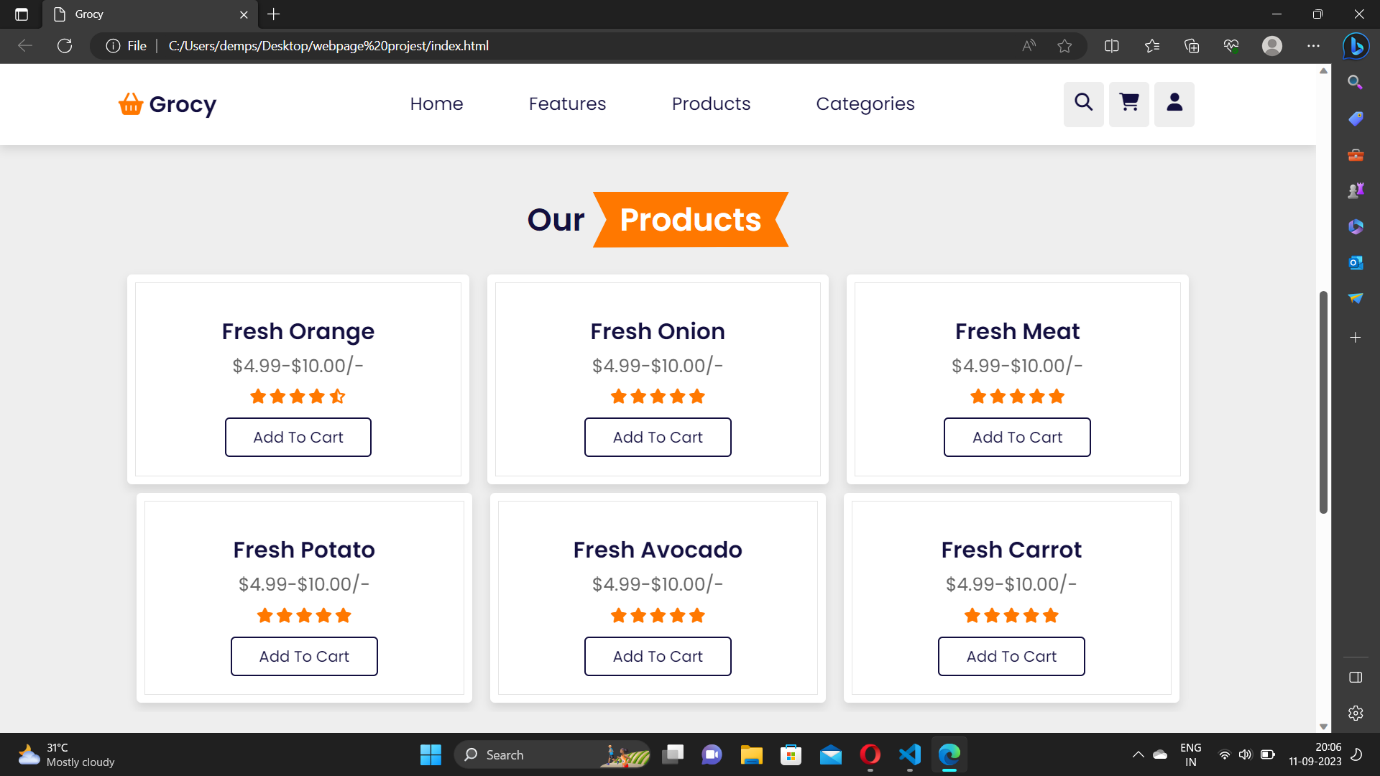 Grocy
File
C:/Users/demps/Desktop/webpage%20projest/index.html
Grocy
Home
Features
Products
Categories
Our Products
Fresh Orange
$4.99-$10.00/-
Add To Cart
Fresh Onion
$4.99-$10.00/-
Add To Cart
Fresh Meat
$4.99-$10.00/-
Add To Cart
Fresh Potato
$4.99-$10.00/-
Add To Cart
Fresh Avocado
$4.99-$10.00/-
Add To Cart
Fresh Carrot
$4.99-$10.00/-
Add To Cart
31°C
Mostly cloudy
Search
ENG
IN
20:06
11-09-2023